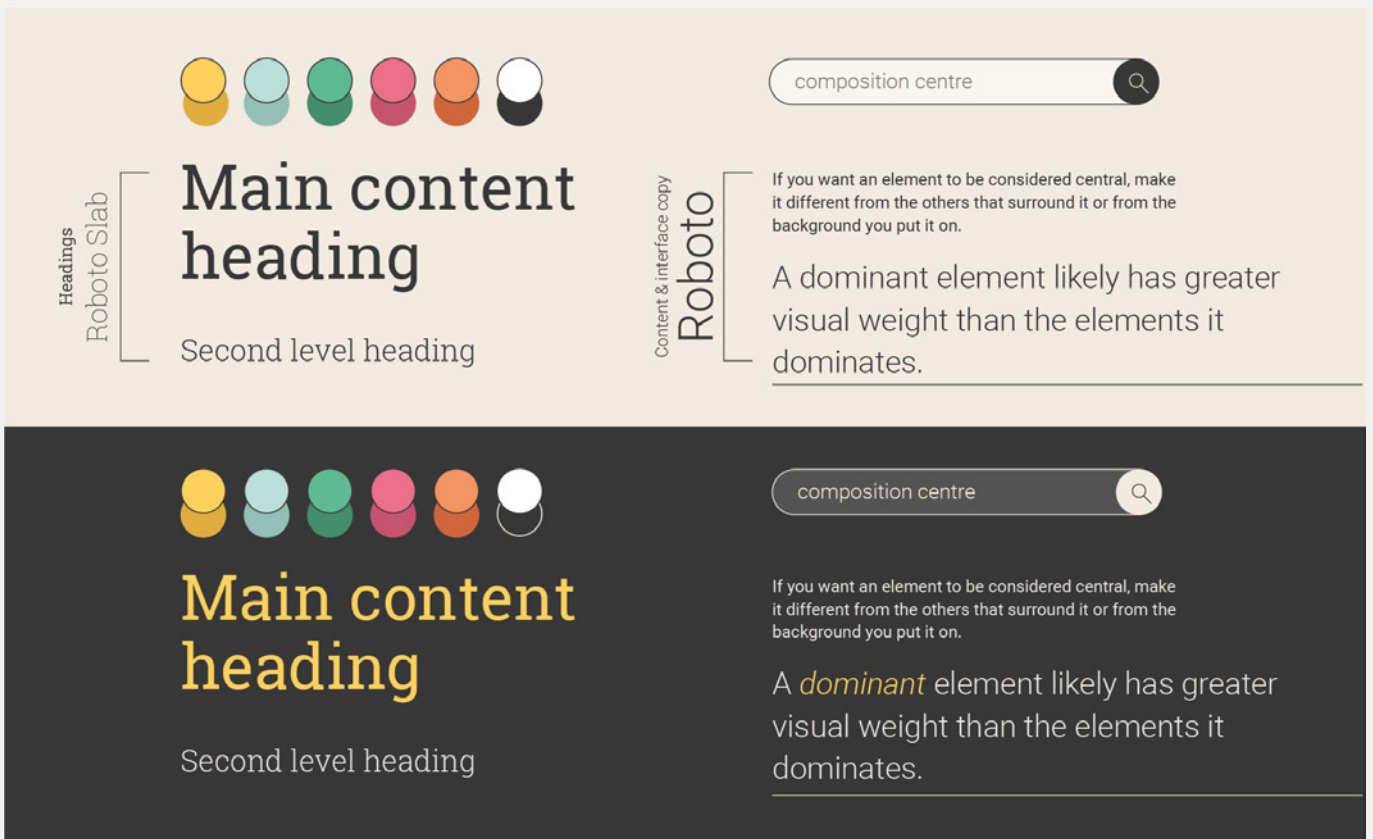 composition centre
Headings
Roboto Slab
Main content
heading
Second level heading
Content & interface copy
Roboto
If you want an element to be considered central, make
it different from the others that surround it or from the
background you put it on.
A dominant element likely has greater
visual weight than the elements it
dominates.
composition centre
Main content
heading
Second level heading
If you want an element to be considered central, make
it different from the others that surround it or from the
background you put it on.
A dominant element likely has greater
visual weight than the elements it
dominates.